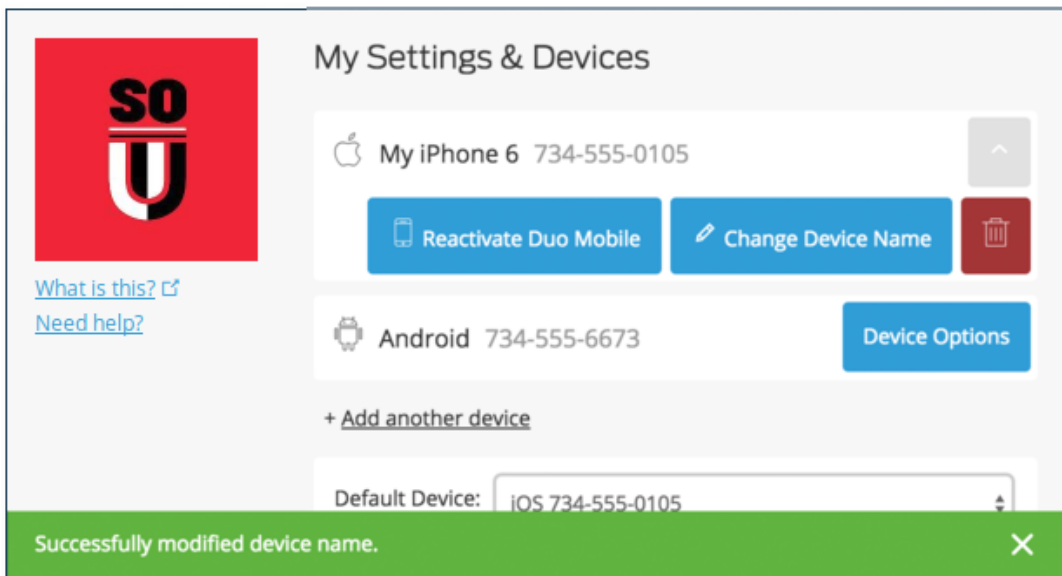 SO
U
What is this?
Need help?
My Settings & Devices
My iPhone 6 734-555-0105
Reactivate Duo Mobile
Change Device Name
Android 734-555-6673
Device Options
+ Add another device
Default Device: iOS 734-555-0105
Successfully modified device name.